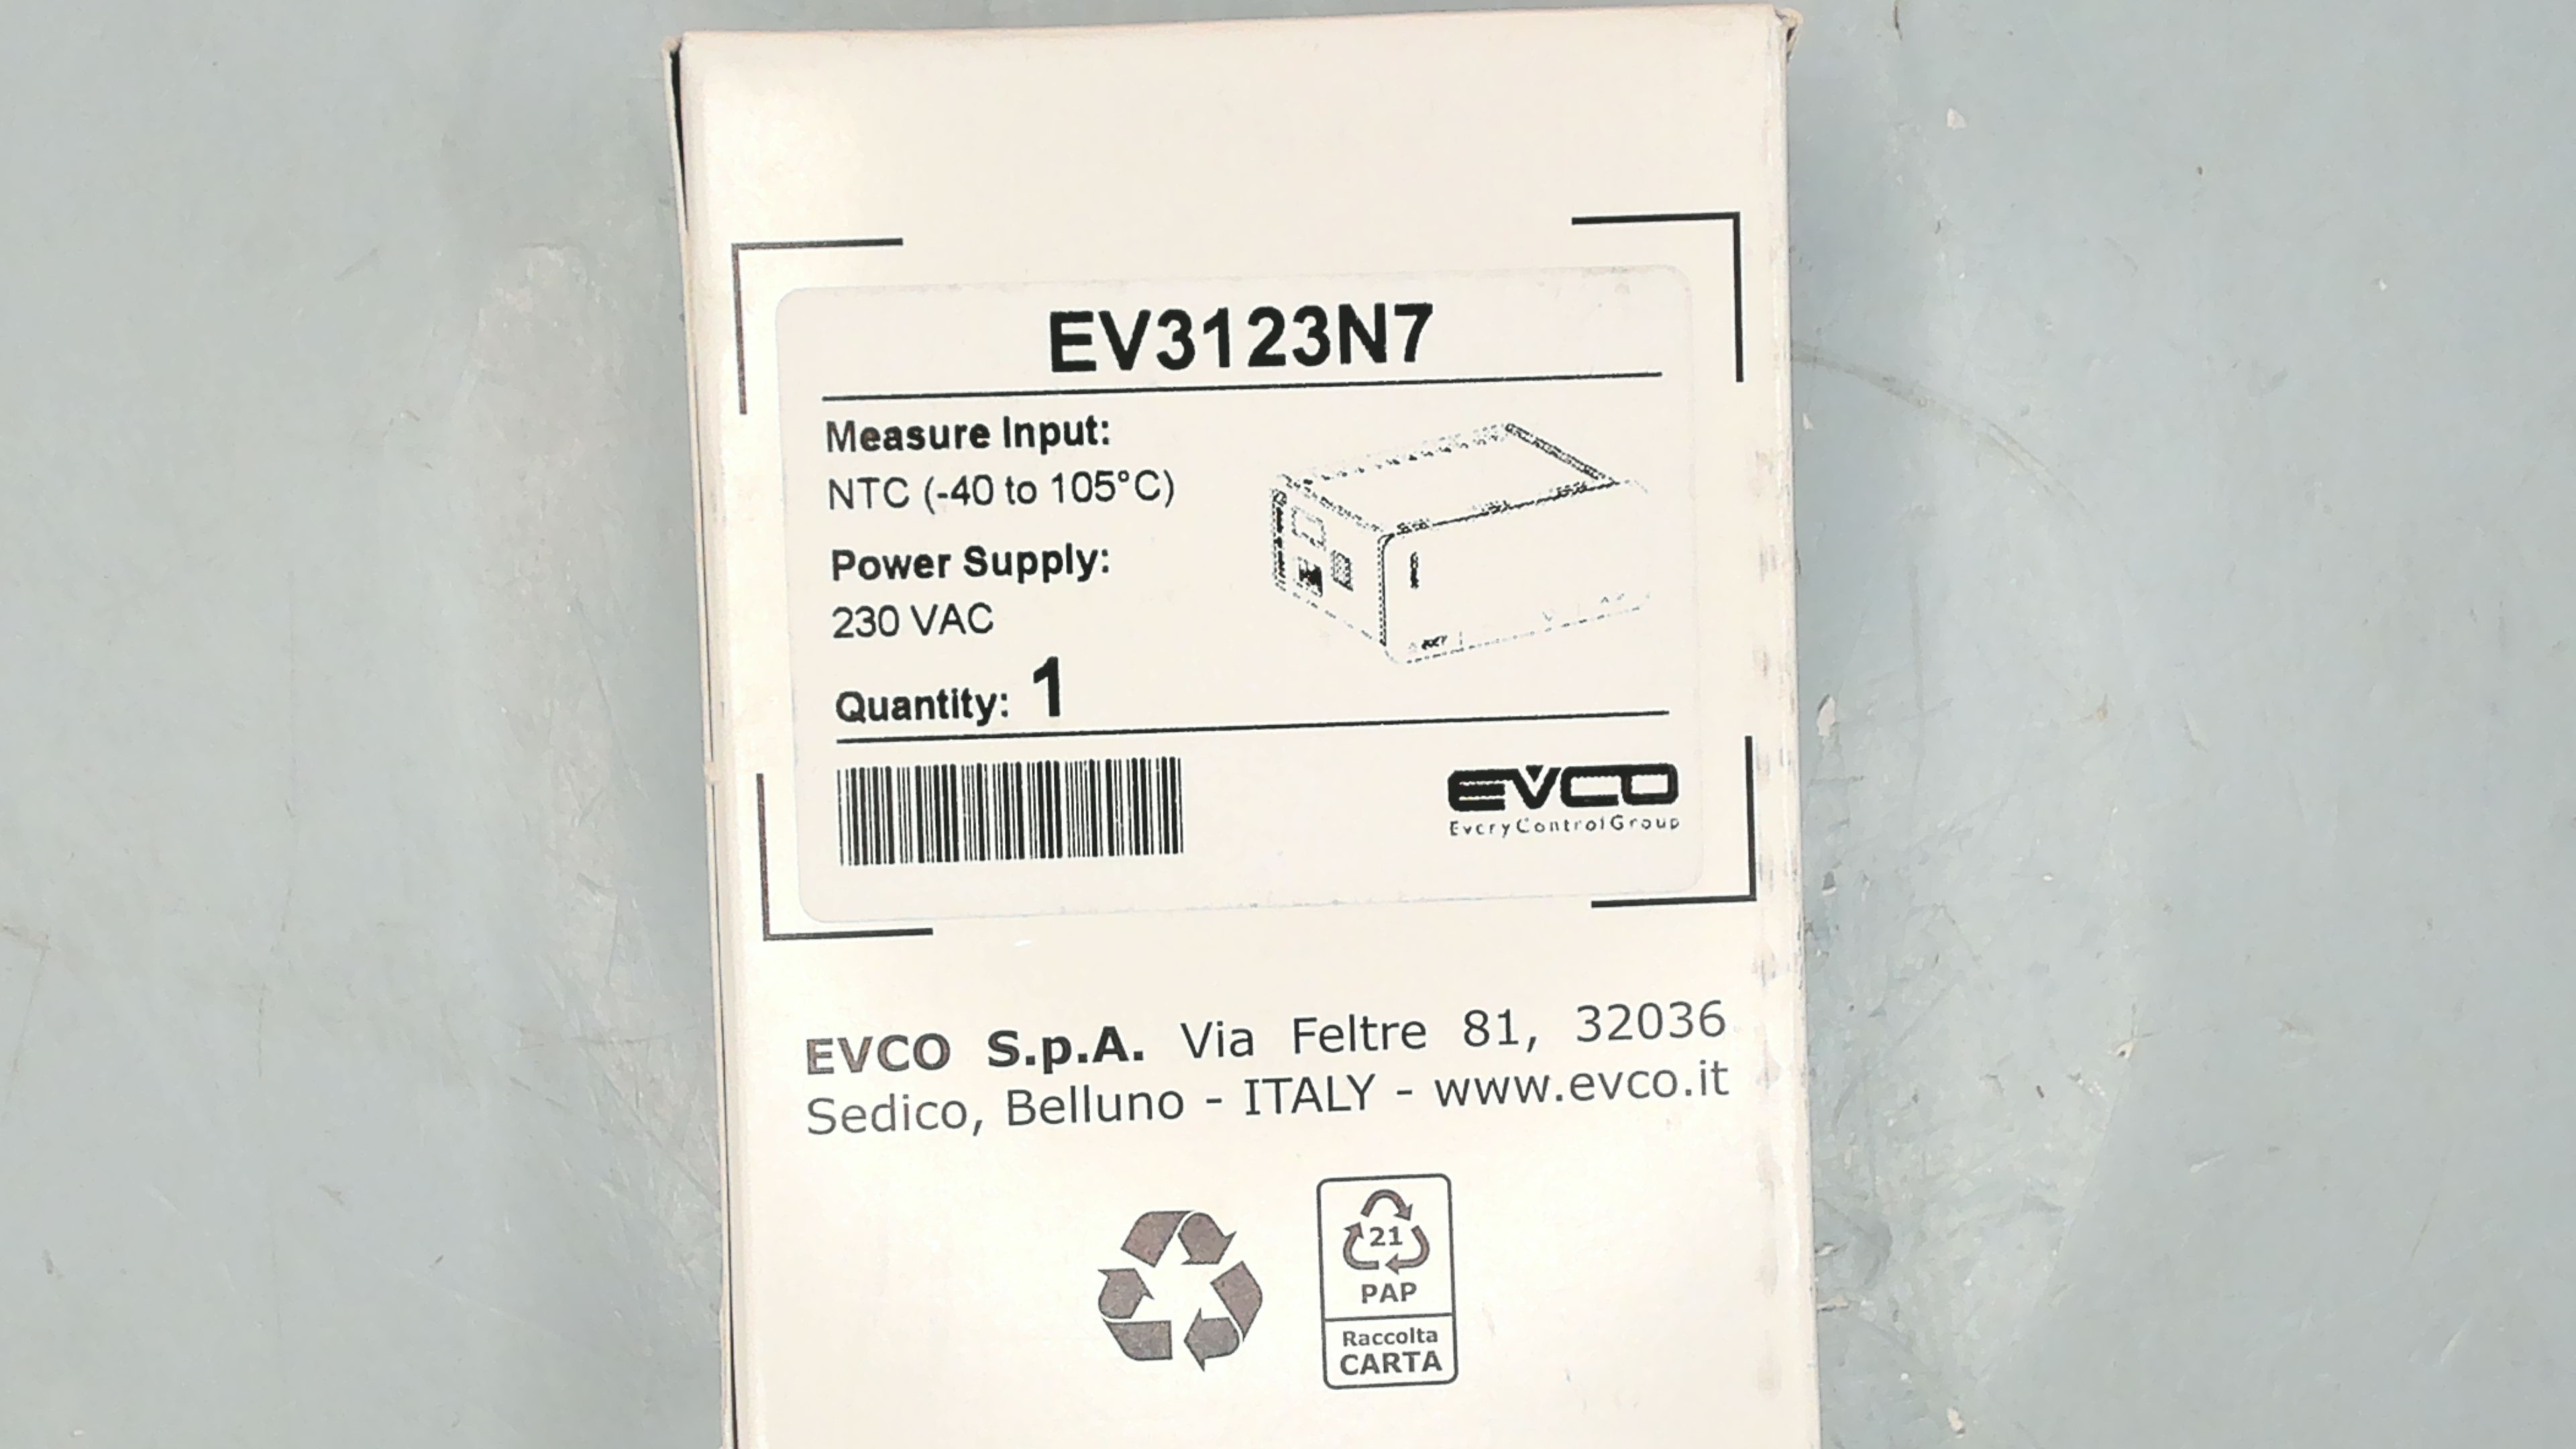 EV3123N7
Measure Input:
NTC (-40 to 105°C)
Power Supply:
230 VAC
Quantity: 1
EVCO
EveryControlGroup
EVCO S.p.A. Via Feltre 81, 32036
Sedico, Belluno - ITALY - www.evco.it
21
PAP
Raccolta
CARTA